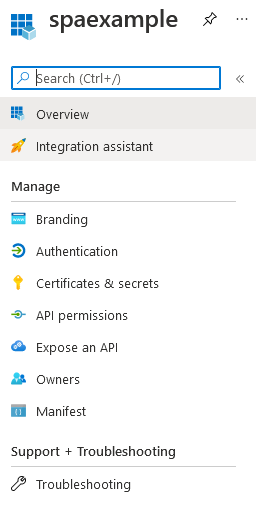 spaexample
Search (Ctrl+/)
Overview
Integration assistant
Manage
Branding
Authentication
Certificates & secrets
API permissions
Expose an API
Owners
Manifest
Support + Troubleshooting
Troubleshooting